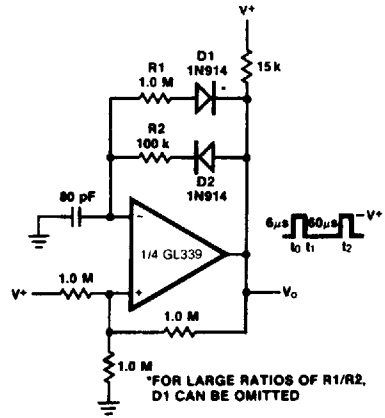 V+
D1
1N914
*
R1
1.0 M
15 k
R2
100 k
D2
1N914
80 pF
-
1/4 GL339
6μs
60μs
V+
t0 t1 t2
1.0 M
V+
+
Vo
1.0 M
1.0 M
*FOR LARGE RATIOS OF R1/R2,
D1 CAN BE OMITTED